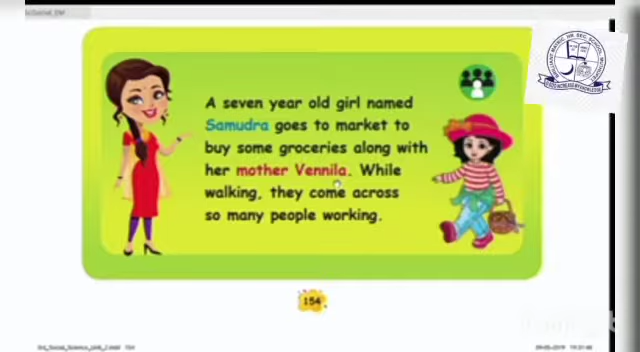 A seven year old girl named
Samudra goes to market to
buy some groceries along with
her mother Vennila. While
walking, they come across
so many people working.
154